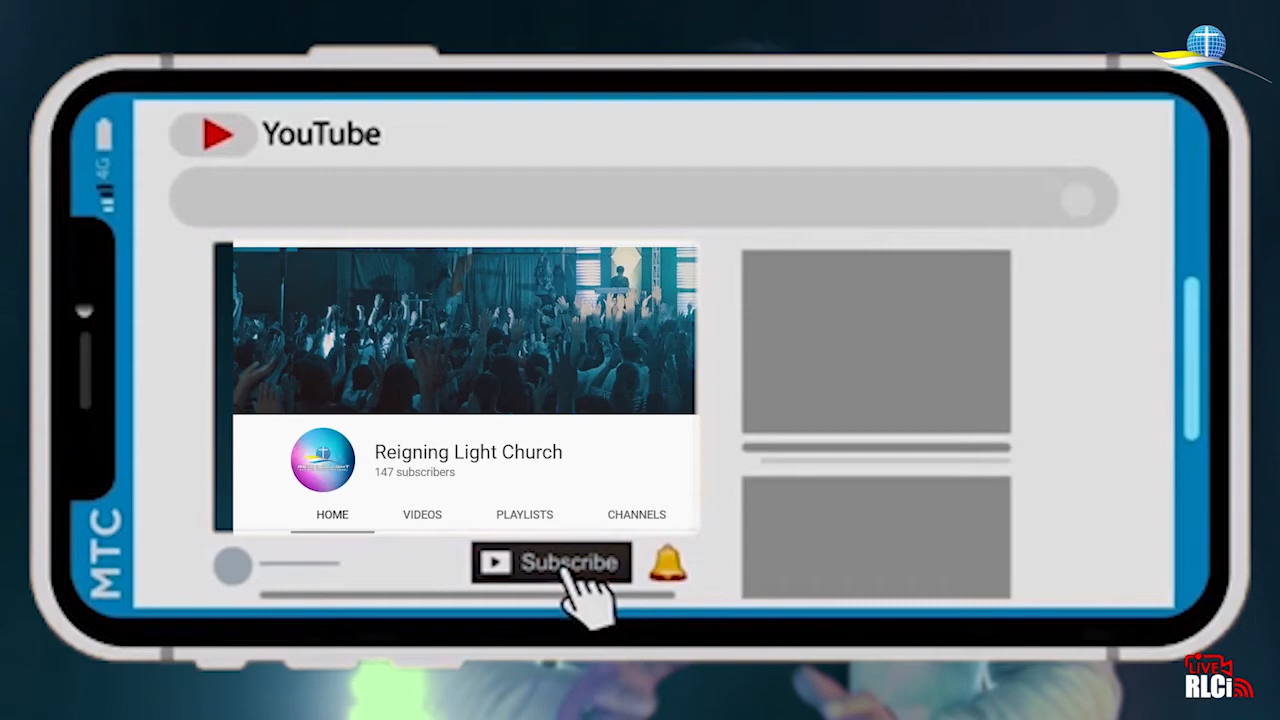 YouTube
4G
Reigning Light Church
147 subscribers
HOME VIDEOS PLAYLISTS CHANNELS
Subscribe
MTC
LIVE
RLCi